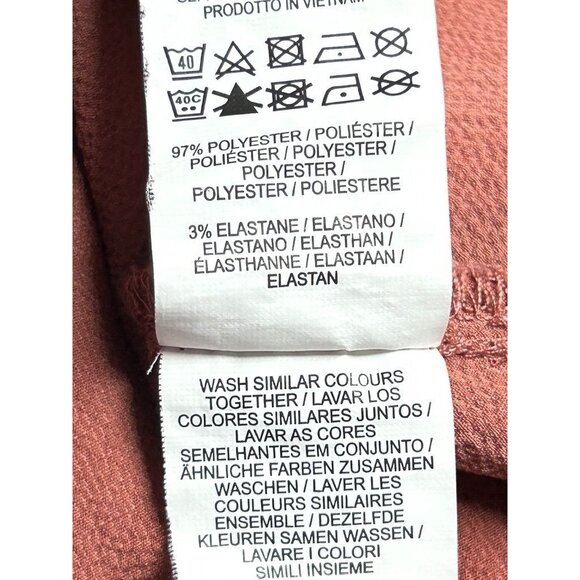 PRODOTTO IN VIETNAM
40
40C
97% POLYESTER / POLIÉSTER /
POLIÉSTER / POLYESTER /
POLYESTER /
POLYESTER / POLIESTERE
3% ELASTANE / ELASTANO /
ELASTANO / ELASTHAN /
ÉLASTHANNE / ELASTAAN /
ELASTAN
WASH SIMILAR COLOURS
TOGETHER / LAVAR LOS
COLORES SIMILARES JUNTOS /
LAVAR AS CORES
SEMELHANTES EM CONJUNTO /
ÄHNLICHE FARBEN ZUSAMMEN
WASCHEN / LAVER LES
COULEURS SIMILAIRES
ENSEMBLE / DEZELFDE
KLEUREN SAMEN WASSEN /
LAVARE I COLORI
SIMILI INSIEME